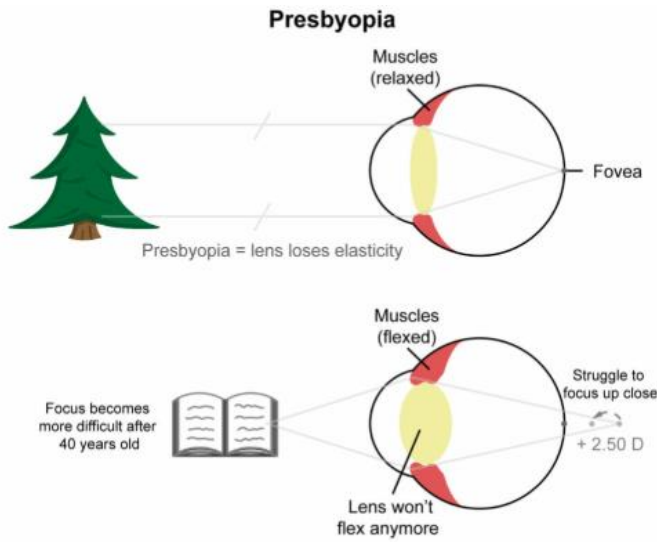 Presbyopia
Muscles
(relaxed)
Fovea
Presbyopia = lens loses elasticity
Muscles
(flexed)
Struggle to
focus up close
Focus becomes
more difficult after
40 years old
+ 2.50 D
Lens won't
flex anymore